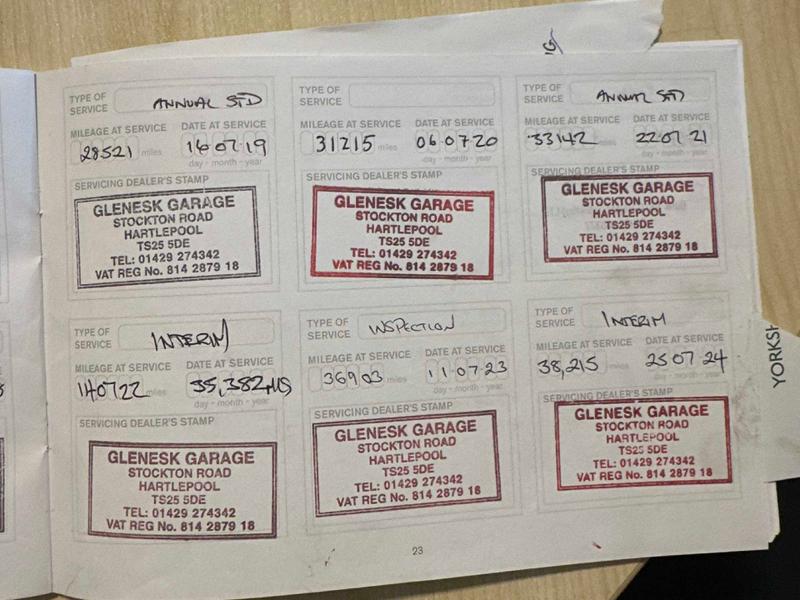 TYPE OF SERVICE ANNUAL STD
MILEAGE AT SERVICE DATE AT SERVICE
28521 miles 16 07 19
day - month - year
SERVICING DEALER'S STAMP
GLENESK GARAGE
STOCKTON ROAD
HARTLEPOOL
TS25 5DE
TEL: 01429 274342
VAT REG No. 814 2879 18
TYPE OF SERVICE
MILEAGE AT SERVICE DATE AT SERVICE
31215 miles 06 07 20
day - month - year
SERVICING DEALER'S STAMP
GLENESK GARAGE
STOCKTON ROAD
HARTLEPOOL
TS25 5DE
TEL: 01429 274342
VAT REG No. 814 2879 18
TYPE OF SERVICE ANNUAL STD
MILEAGE AT SERVICE DATE AT SERVICE
33142 miles 22 07 21
day - month - year
SERVICING DEALER'S STAMP
GLENESK GARAGE
STOCKTON ROAD
HARTLEPOOL
TS25 5DE
TEL: 01429 274342
VAT REG No. 814 2879 18
TYPE OF SERVICE INTERIM
MILEAGE AT SERVICE DATE AT SERVICE
140722 miles 35,382
day - month - year
SERVICING DEALER'S STAMP
GLENESK GARAGE
STOCKTON ROAD
HARTLEPOOL
TS25 5DE
TEL: 01429 274342
VAT REG No. 814 2879 18
TYPE OF SERVICE INSPECTION
MILEAGE AT SERVICE DATE AT SERVICE
36903 miles 11 07 23
day - month - year
SERVICING DEALER'S STAMP
GLENESK GARAGE
STOCKTON ROAD
HARTLEPOOL
TS25 5DE
TEL: 01429 274342
VAT REG No. 814 2879 18
TYPE OF SERVICE INTERIM
MILEAGE AT SERVICE DATE AT SERVICE
38,215 miles 25 07 24
day - month - year
SERVICING DEALER'S STAMP
GLENESK GARAGE
STOCKTON ROAD
HARTLEPOOL
TS25 5DE
TEL: 01429 274342
VAT REG No. 814 2879 18
23
YORKSH